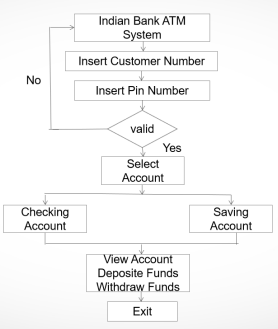 Indian Bank ATM
System
Insert Customer Number
No
Insert Pin Number
valid
Yes
Select
Account
Checking
Account
Saving
Account
View Account
Deposite Funds
Withdraw Funds
Exit